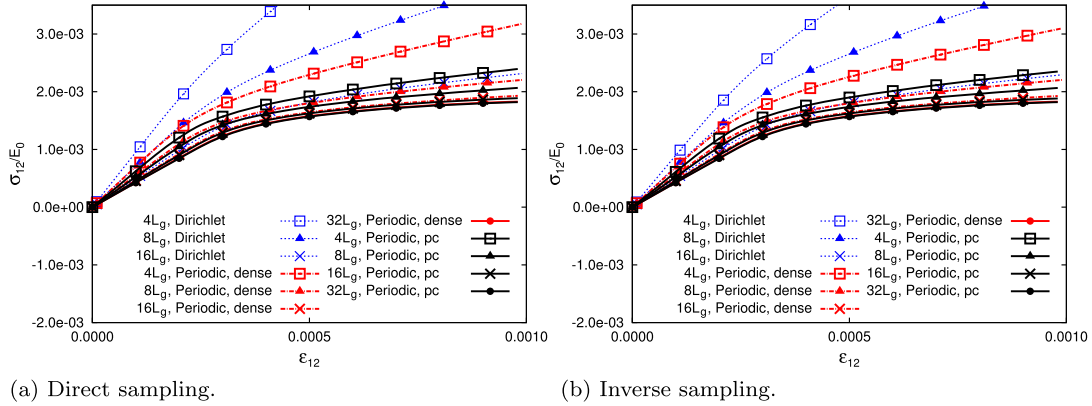 3.0e-03
2.0e-03
1.0e-03
0.0e+00
-1.0e-03
-2.0e-03
σ12/E0
4Lg, Dirichlet
8Lg, Dirichlet
16Lg, Dirichlet
4Lg, Periodic, dense
8Lg, Periodic, dense
16Lg, Periodic, dense
32Lg, Periodic, dense
4Lg, Periodic, pc
8Lg, Periodic, pc
16Lg, Periodic, pc
32Lg, Periodic, pc
0.0000 0.0005 0.0010
ε12
(a) Direct sampling.
3.0e-03
2.0e-03
1.0e-03
0.0e+00
-1.0e-03
-2.0e-03
σ12/E0
4Lg, Dirichlet
8Lg, Dirichlet
16Lg, Dirichlet
4Lg, Periodic, dense
8Lg, Periodic, dense
16Lg, Periodic, dense
32Lg, Periodic, dense
4Lg, Periodic, pc
8Lg, Periodic, pc
16Lg, Periodic, pc
32Lg, Periodic, pc
0.0000 0.0005 0.0010
ε12
(b) Inverse sampling.